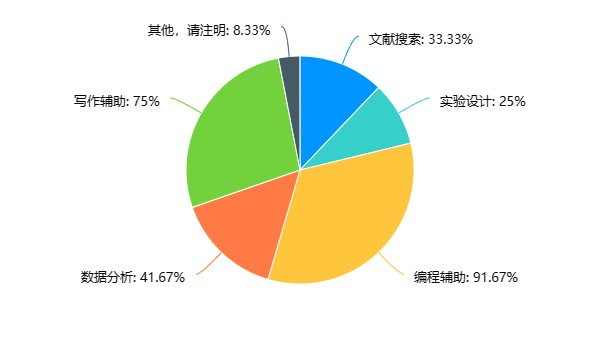 其他，请注明: 8.33%
文献搜索: 33.33%
写作辅助: 75%
实验设计: 25%
数据分析: 41.67%
编程辅助: 91.67%